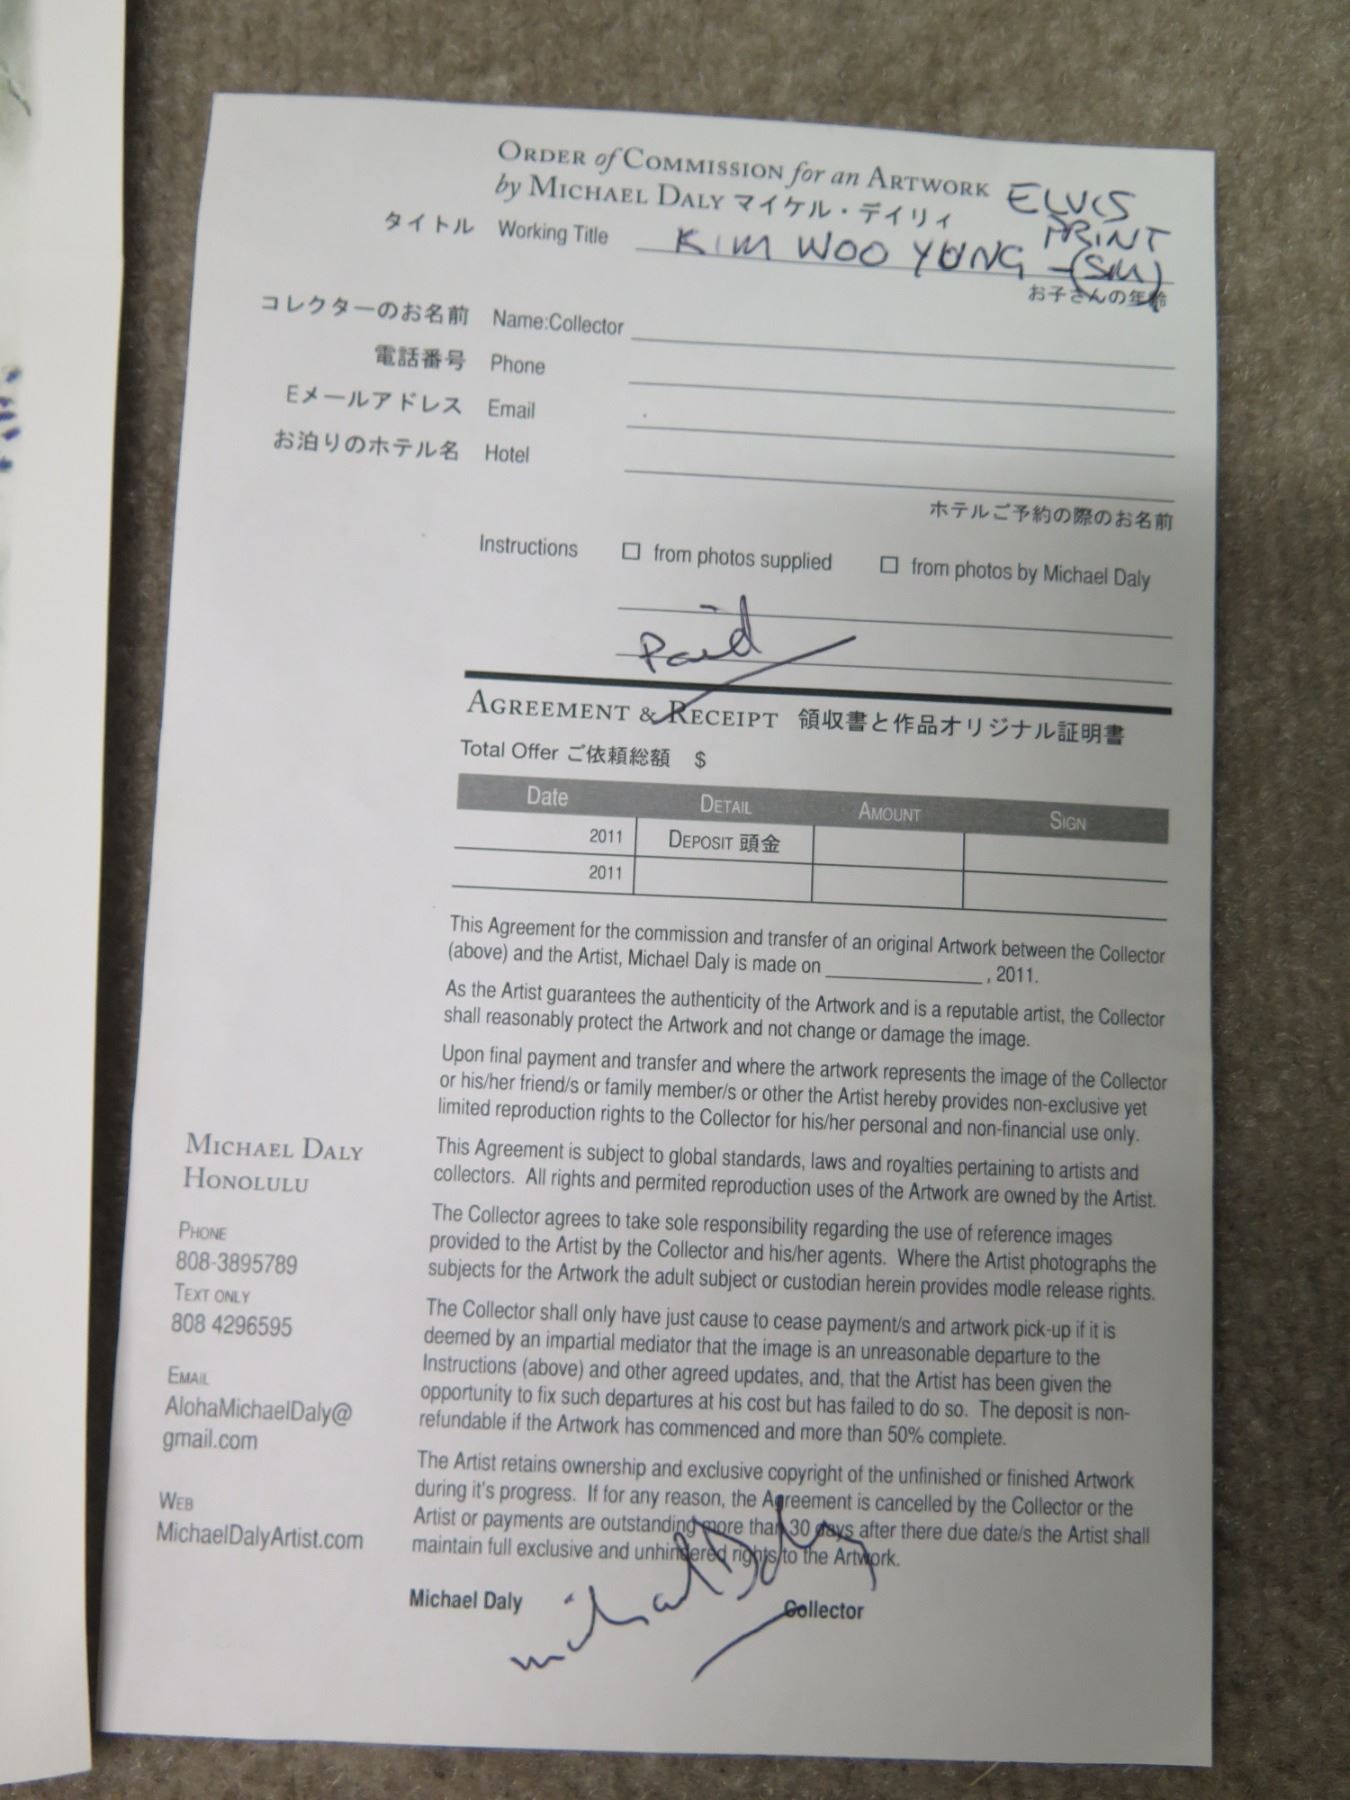 ORDER of COMMISSION for an ARTWORK
by MICHAEL DALY マイケル・デイリィ
ELVIS
PRINT
タイトル Working Title KIM WOO YUNG -(SM)
お子さんの年齢
コレクターのお名前 Name:Collector
電話番号 Phone
Eメールアドレス Email
お泊りのホテル名 Hotel
ホテルご予約の際のお名前
Instructions □ from photos supplied □ from photos by Michael Daly
Paid
AGREEMENT & RECEIPT 領収書と作品オリジナル証明書
Total Offer ご依頼総額 $
Date DETAIL AMOUNT SIGN
2011 DEPOSIT 頭金
2011
This Agreement for the commission and transfer of an original Artwork between the Collector
(above) and the Artist, Michael Daly is made on ____________, 2011.
As the Artist guarantees the authenticity of the Artwork and is a reputable artist, the Collector
shall reasonably protect the Artwork and not change or damage the image.
Upon final payment and transfer and where the artwork represents the image of the Collector
or his/her friend/s or family member/s or other the Artist hereby provides non-exclusive yet
limited reproduction rights to the Collector for his/her personal and non-financial use only.
This Agreement is subject to global standards, laws and royalties pertaining to artists and
collectors. All rights and permited reproduction uses of the Artwork are owned by the Artist.
The Collector agrees to take sole responsibility regarding the use of reference images
provided to the Artist by the Collector and his/her agents. Where the Artist photographs the
subjects for the Artwork the adult subject or custodian herein provides modle release rights.
The Collector shall only have just cause to cease payment/s and artwork pick-up if it is
deemed by an impartial mediator that the image is an unreasonable departure to the
Instructions (above) and other agreed updates, and, that the Artist has been given the
opportunity to fix such departures at his cost but has failed to do so. The deposit is non-
refundable if the Artwork has commenced and more than 50% complete.
The Artist retains ownership and exclusive copyright of the unfinished or finished Artwork
during it's progress. If for any reason, the Agreement is cancelled by the Collector or the
Artist or payments are outstanding more than 30 days after there due date/s the Artist shall
maintain full exclusive and unhindered rights to the Artwork.
Michael Daly Collector
Michael Daly
MICHAEL DALY
HONOLULU
PHONE
808-3895789
TEXT ONLY
808 4296595
EMAIL
AlohaMichaelDaly@
gmail.com
WEB
MichaelDalyArtist.com